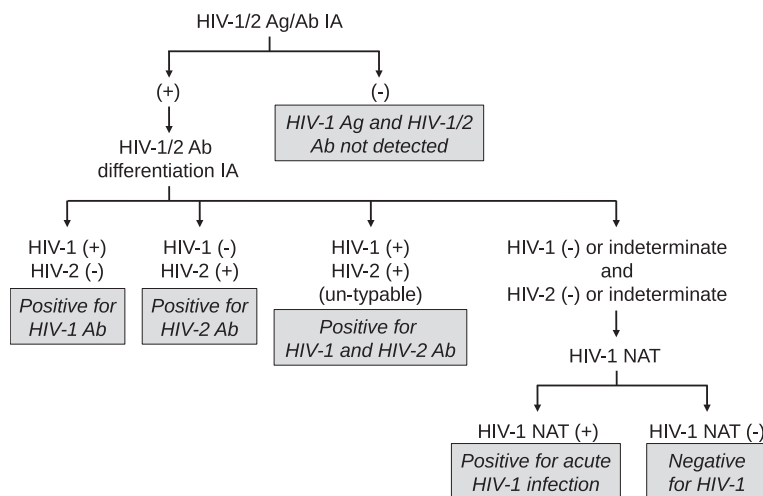 HIV-1/2 Ag/Ab IA
(+)
(-)
HIV-1 Ag and HIV-1/2
Ab not detected
HIV-1/2 Ab
differentiation IA
HIV-1 (+)
HIV-2 (-)
Positive for
HIV-1 Ab
HIV-1 (-)
HIV-2 (+)
Positive for
HIV-2 Ab
HIV-1 (+)
HIV-2 (+)
(un-typable)
Positive for
HIV-1 and HIV-2 Ab
HIV-1 (-) or indeterminate
and
HIV-2 (-) or indeterminate
HIV-1 NAT
HIV-1 NAT (+)
Positive for acute
HIV-1 infection
HIV-1 NAT (-)
Negative
for HIV-1